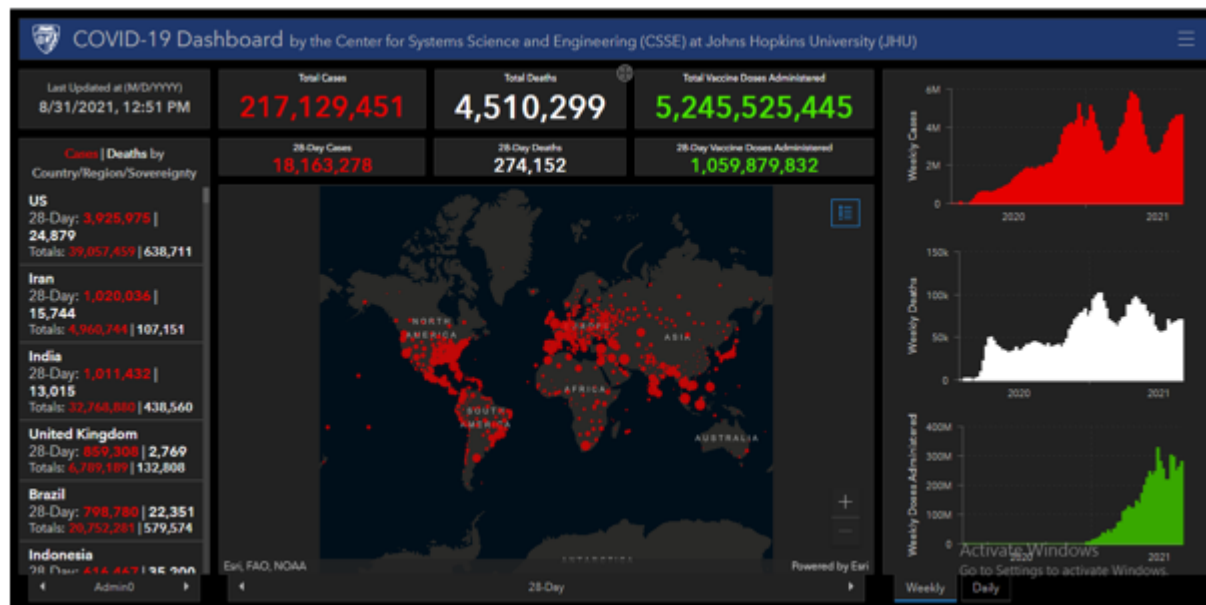 COVID-19 Dashboard by the Center for Systems Science and Engineering (CSSE) at Johns Hopkins University (JHU)
Last Updated at (M/D/YYYY)
8/31/2021, 12:51 PM
Total Cases
217,129,451
Total Deaths
4,510,299
Total Vaccine Doses Administered
5,245,525,445
28-Day Cases
18,163,278
28-Day Deaths
274,152
28-Day Vaccine Doses Administered
1,059,879,832
Cases | Deaths by
Country/Region/Sovereignty
US
28-Day: 3,925,975 |
24,879
Totals: 39,057,459 | 638,711
Iran
28-Day: 1,020,036 |
15,744
Totals: 4,960,744 | 107,151
India
28-Day: 1,011,432 |
13,015
Totals: 32,768,880 | 438,560
United Kingdom
28-Day: 859,308 | 2,769
Totals: 6,789,189 | 132,808
Brazil
28-Day: 798,780 | 22,351
Totals: 20,752,281 | 579,574
Indonesia
28-Day: 616,467 | 35,200
Admin0
NORTH
AMERICA
EUROPE
ASIA
AFRICA
SOUTH
AMERICA
AUSTRALIA
ANTARCTICA
+
−
Esri, FAO, NOAA
Powered by Esri
28-Day
Weekly Cases
6M
4M
2M
0
2020
2021
Weekly Deaths
150k
100k
50k
0
2020
2021
Weekly Doses Administered
400M
300M
200M
100M
0
2020
2021
Activate Windows
Go to Settings to activate Windows.
Weekly
Daily